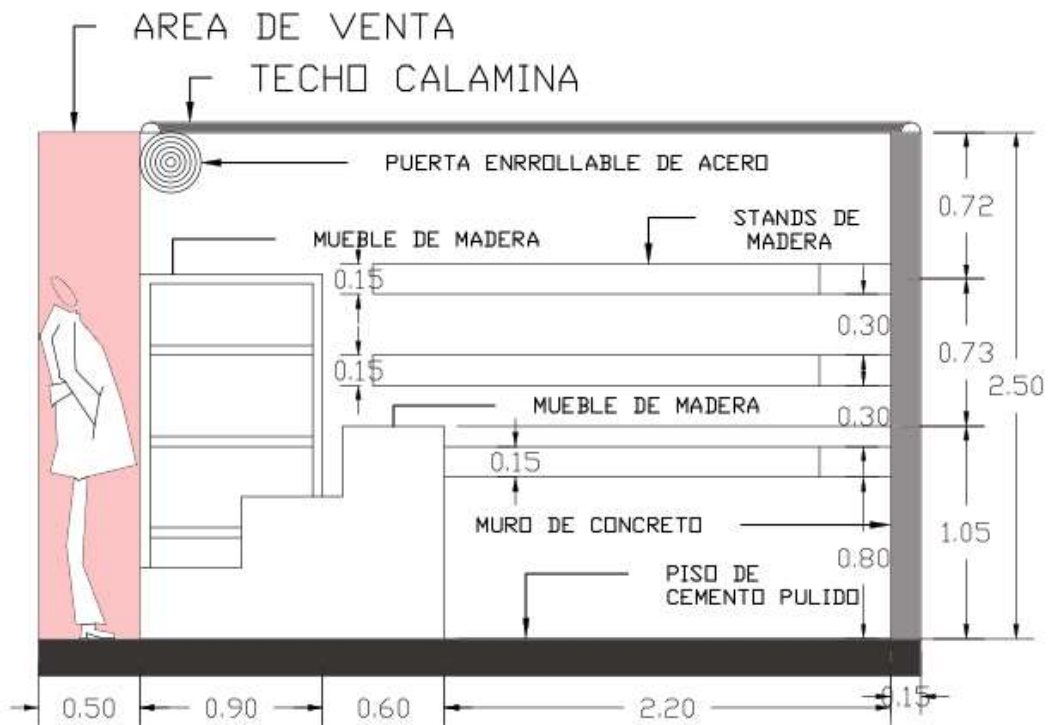 AREA DE VENTA
TECHO CALAMINA
PUERTA ENRROLLABLE DE ACERO
0.72
STANDS DE
MADERA
MUEBLE DE MADERA
0.15
0.30
0.73
0.15
2.50
MUEBLE DE MADERA
0.30
0.15
MURO DE CONCRETO
1.05
0.80
PISO DE
CEMENTO PULIDO
0.50
0.90
0.60
2.20
0.15